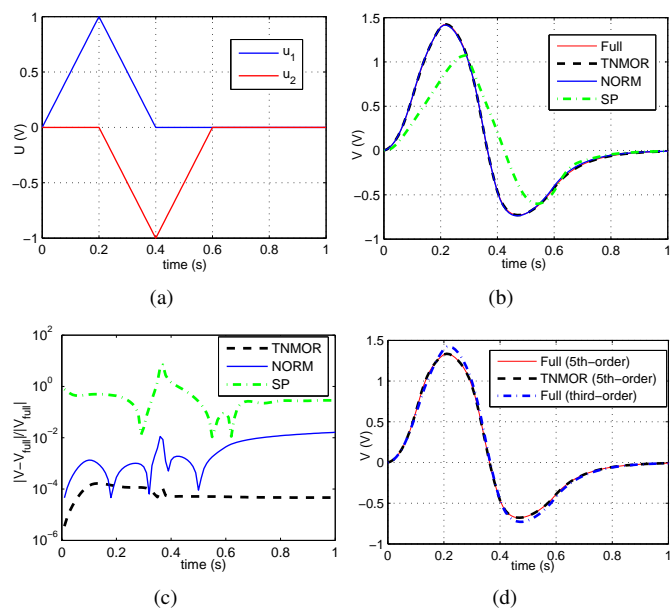 1
0.5
0
−0.5
−1
0 0.2 0.4 0.6 0.8 1
U (V)
time (s)
u1
u2
(a)
1.5
1
0.5
0
−0.5
−1
0 0.2 0.4 0.6 0.8 1
V (V)
time (s)
Full
TNMOR
NORM
SP
(b)
10^2
10^0
10^−2
10^−4
10^−6
0 0.2 0.4 0.6 0.8 1
|V−Vfull|/|Vfull|
time (s)
TNMOR
NORM
SP
(c)
1.5
1
0.5
0
−0.5
−1
0 0.2 0.4 0.6 0.8 1
V (V)
time (s)
Full (5th−order)
TNMOR (5th−order)
Full (third−order)
(d)